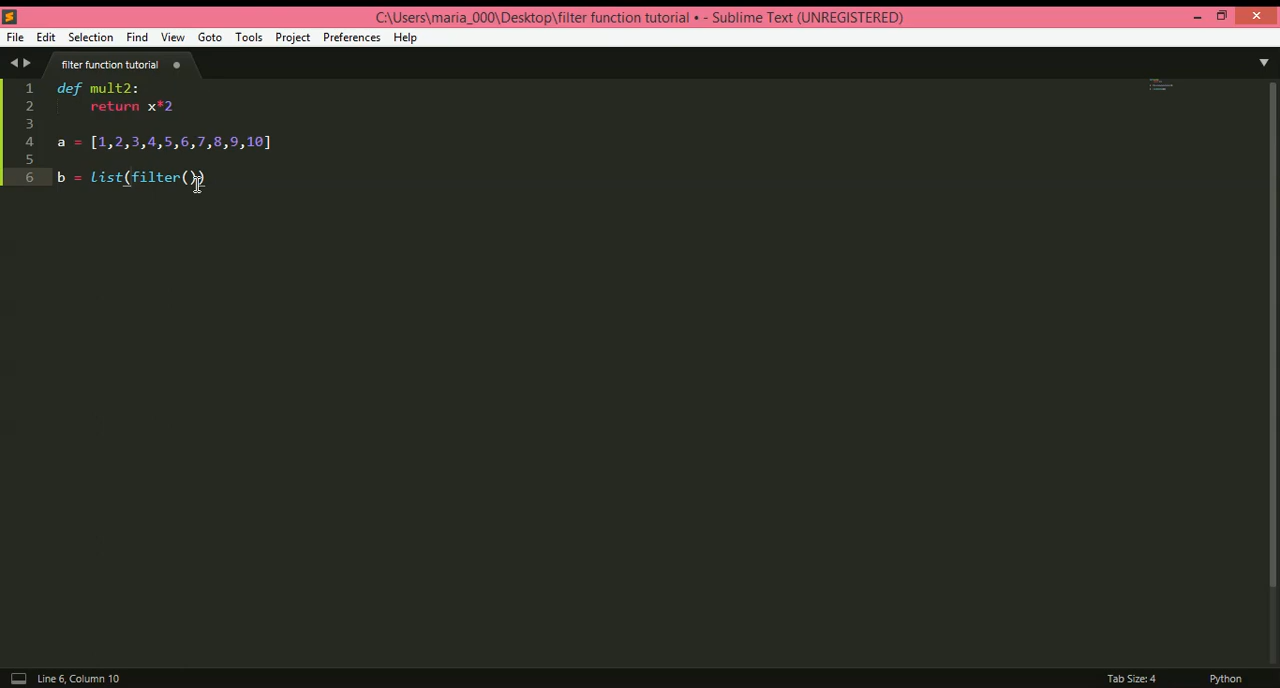 C:\Users\maria_000\Desktop\filter function tutorial • - Sublime Text (UNREGISTERED)
File Edit Selection Find View Goto Tools Project Preferences Help
filter function tutorial
1 def mult2:
2 return x*2
3
4 a = [1,2,3,4,5,6,7,8,9,10]
5
6 b = list(filter())
Line 6, Column 10 Tab Size: 4 Python